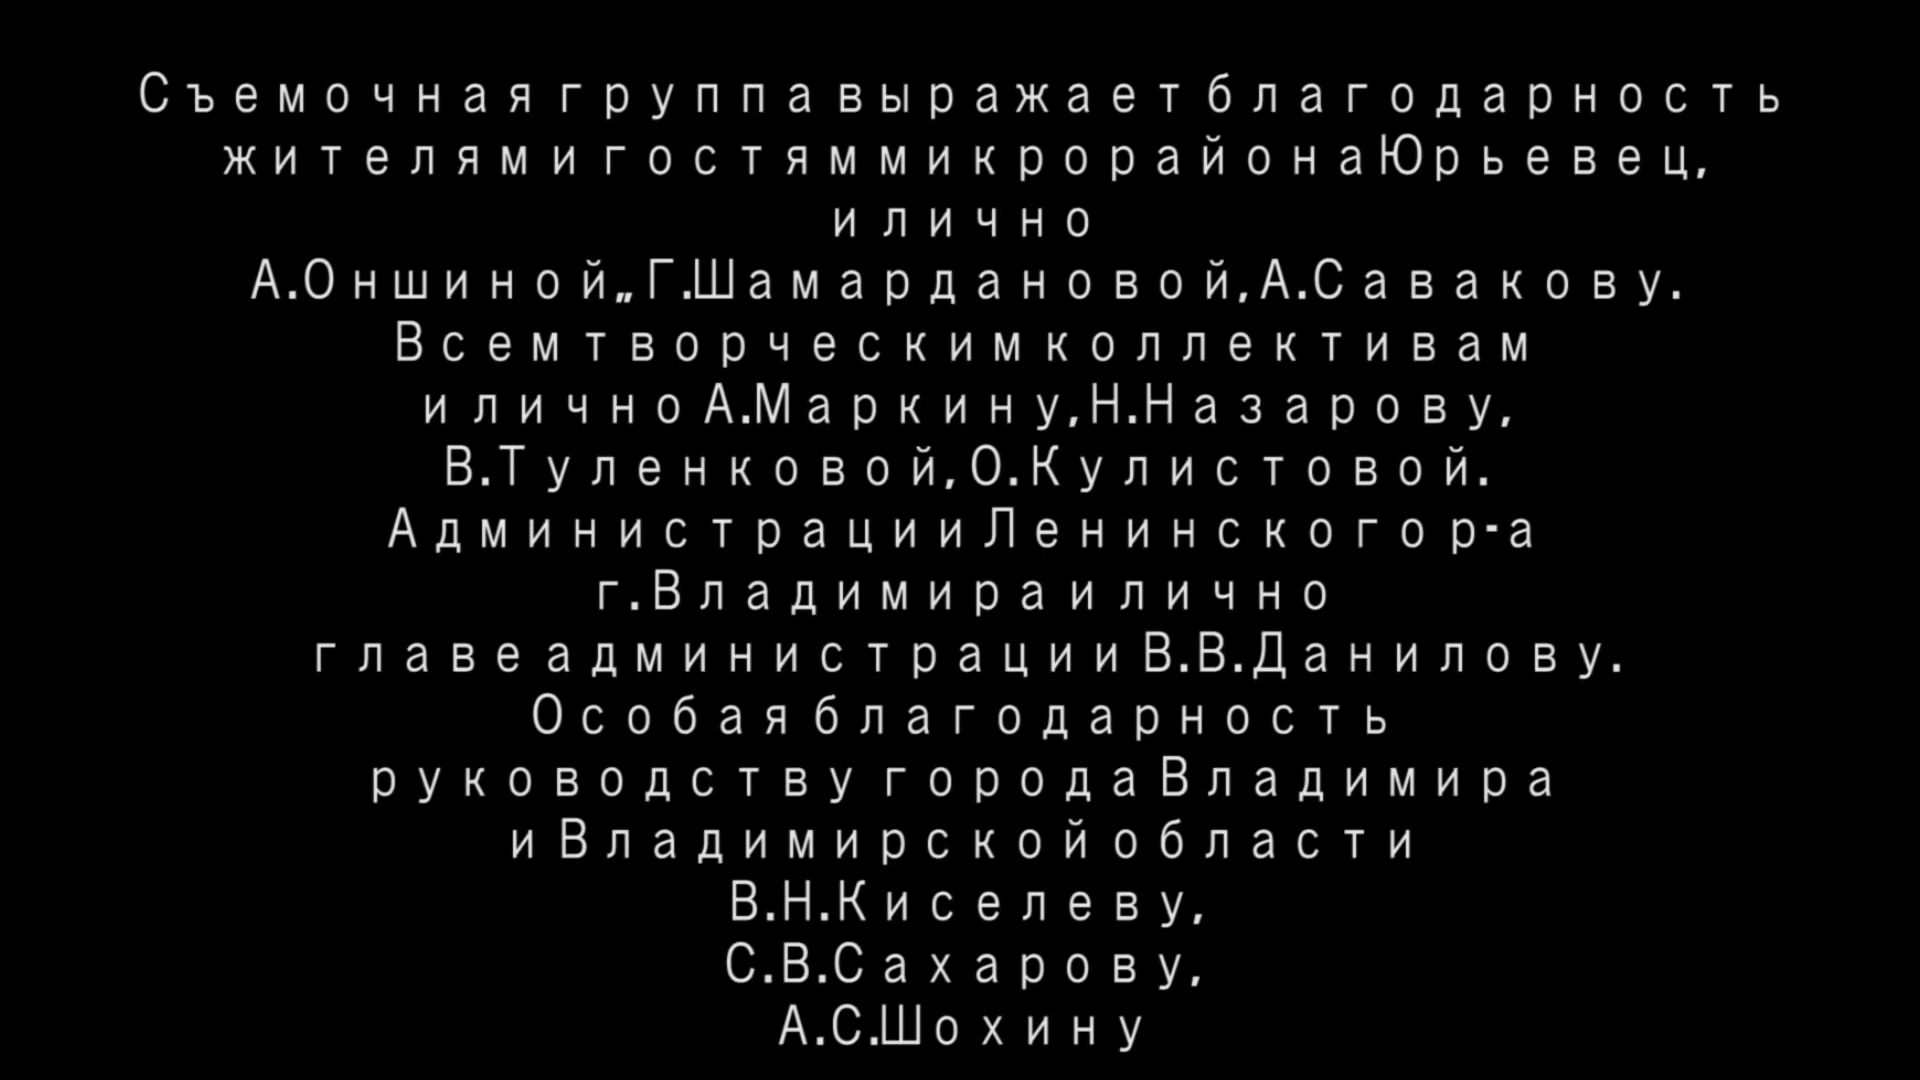 Съемочная группа выражает благодарность
жителям и гостям микрорайона Юрьевец,
и лично
А.Оншиной,,Г.Шамардановой,А.Савакову.
Всем творческим коллективам
и лично А.Маркину,Н.Назарову,
В.Туленковой,О.Кулистовой.
Администрации Ленинского р-а
г.Владимира и лично
главе администрации В.В.Данилову.
Особая благодарность
руководству города Владимира
и Владимирской области
В.Н.Киселеву,
С.В.Сахарову,
А.С.Шохину